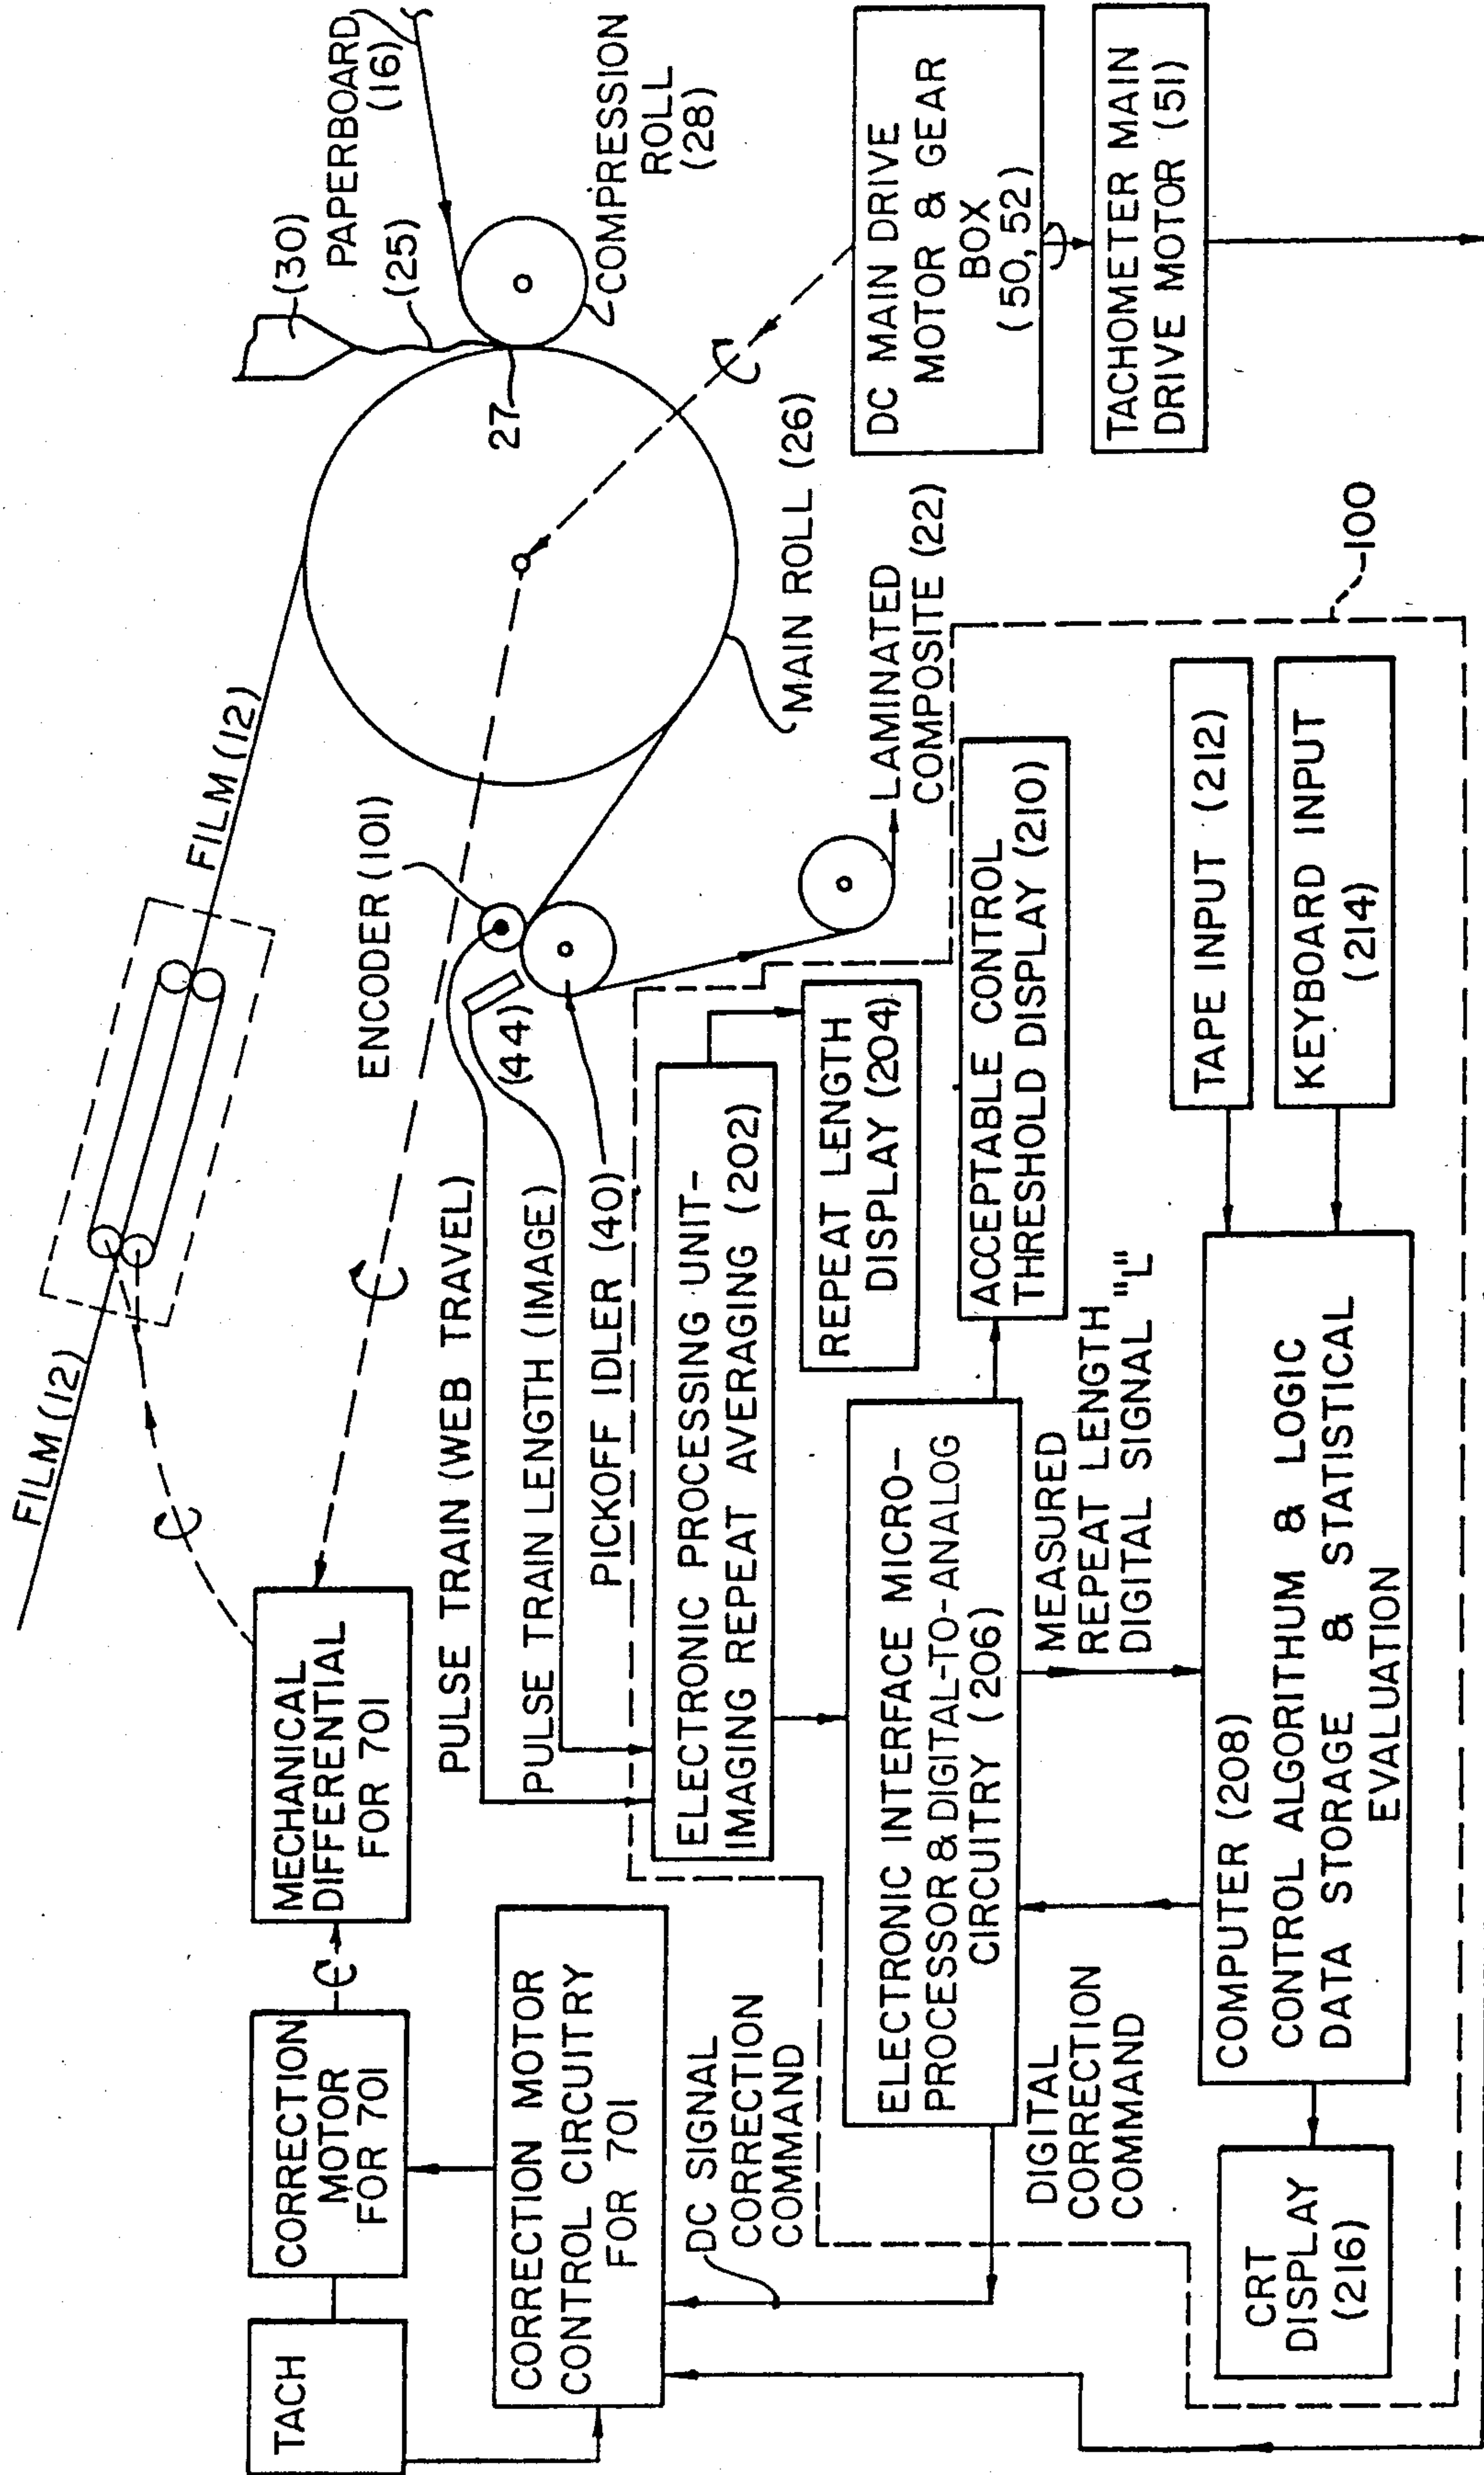 FILM (12)
FILM (12)
(30)
PAPERBOARD
(16)
(25)
27
COMPRESSION
ROLL
(28)
ENCODER (101)
MAIN ROLL (26)
(44)
LAMINATED
COMPOSITE (22)
PICKOFF IDLER (40)
DC MAIN DRIVE
MOTOR & GEAR
BOX
(50, 52)
TACHOMETER MAIN
DRIVE MOTOR (51)
TACH
CORRECTION
MOTOR
FOR 701
MECHANICAL
DIFFERENTIAL
FOR 701
CORRECTION MOTOR
CONTROL CIRCUITRY
FOR 701
PULSE TRAIN (WEB TRAVEL)
PULSE TRAIN LENGTH (IMAGE)
ELECTRONIC PROCESSING UNIT-
IMAGING REPEAT AVERAGING (202)
REPEAT LENGTH
DISPLAY (204)
DC SIGNAL
CORRECTION
COMMAND
ELECTRONIC INTERFACE MICRO-
PROCESSOR & DIGITAL-TO-ANALOG
CIRCUITRY (206)
ACCEPTABLE CONTROL
THRESHOLD DISPLAY (210)
DIGITAL
CORRECTION
COMMAND
MEASURED
REPEAT LENGTH
DIGITAL SIGNAL "L"
100
TAPE INPUT (212)
KEYBOARD INPUT
(214)
COMPUTER (208)
CONTROL ALGORITHUM & LOGIC
DATA STORAGE & STATISTICAL
EVALUATION
CRT
DISPLAY
(216)